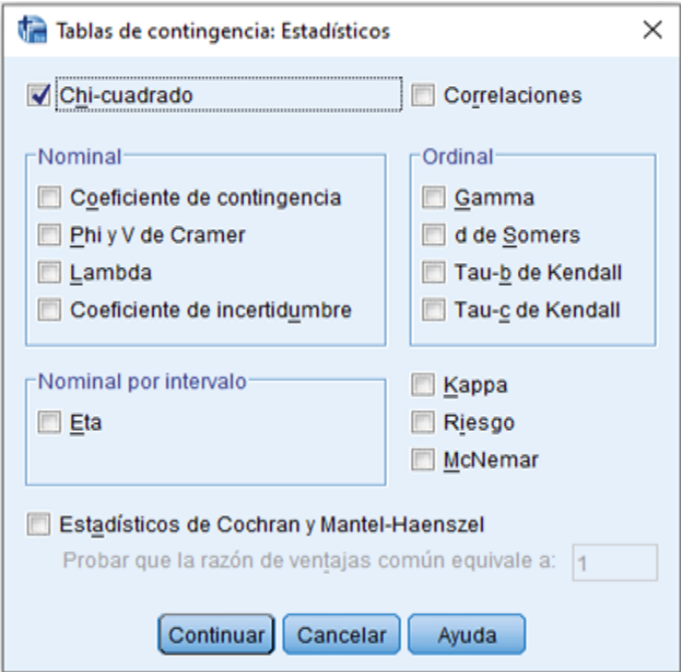 Tablas de contingencia: Estadísticos
Chi-cuadrado
Correlaciones
Nominal
Coeficiente de contingencia
Phi y V de Cramer
Lambda
Coeficiente de incertidumbre
Ordinal
Gamma
d de Somers
Tau-b de Kendall
Tau-c de Kendall
Nominal por intervalo
Eta
Kappa
Riesgo
McNemar
Estadísticos de Cochran y Mantel-Haenszel
Probar que la razón de ventajas común equivale a: 1
Continuar Cancelar Ayuda